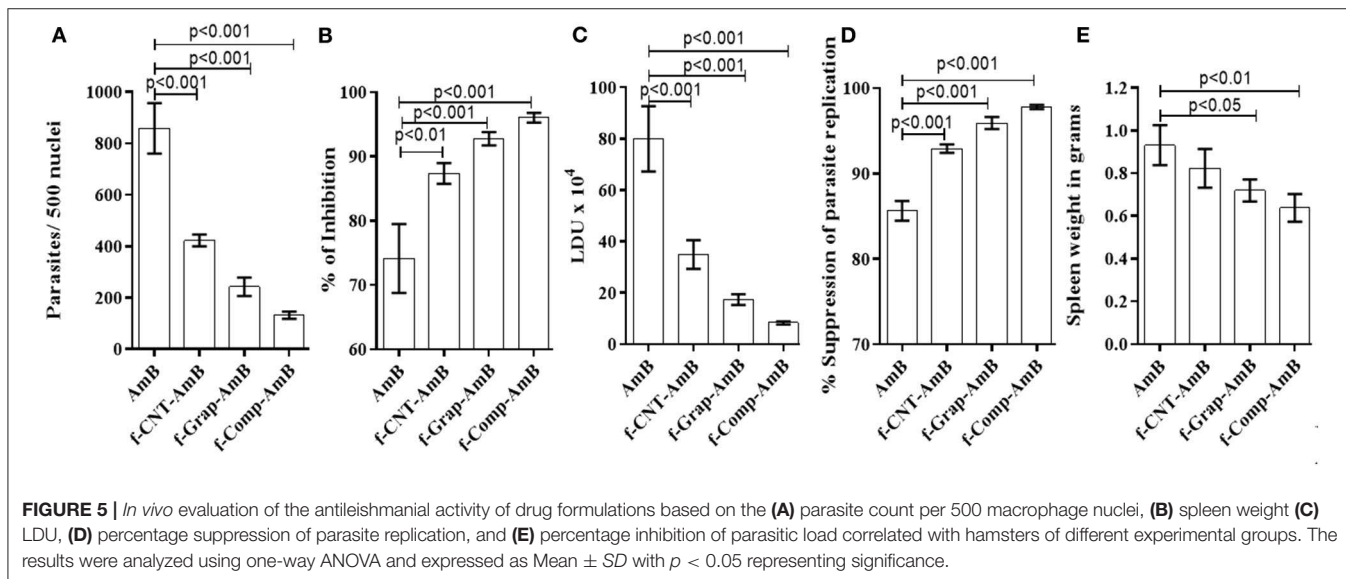 A
p<0.001
p<0.001
p<0.001
Parasites/ 500 nuclei
1000
800
600
400
200
0
AmB
f-CNT-AmB
f-Grap-AmB
f-Comp-AmB
B
p<0.001
p<0.001
p<0.01
% of Inhibition
100
90
80
70
60
AmB
f-CNT-AmB
f-Grap-AmB
f-Comp-AmB
C
p<0.001
p<0.001
p<0.001
LDU x 10⁴
100
80
60
40
20
0
AmB
f-CNT-AmB
f-Grap-AmB
f-Comp-AmB
D
p<0.001
p<0.001
p<0.001
% Suppression of parasite replication
100
90
80
70
AmB
f-CNT-AmB
f-Grap-AmB
f-Comp-AmB
E
p<0.01
p<0.05
Spleen weight in grams
1.2
1.0
0.8
0.6
0.4
0.2
0.0
AmB
f-CNT-AmB
f-Grap-AmB
f-Comp-AmB
FIGURE 5 | In vivo evaluation of the antileishmanial activity of drug formulations based on the (A) parasite count per 500 macrophage nuclei, (B) spleen weight (C)
LDU, (D) percentage suppression of parasite replication, and (E) percentage inhibition of parasitic load correlated with hamsters of different experimental groups. The
results were analyzed using one-way ANOVA and expressed as Mean ± SD with p < 0.05 representing significance.